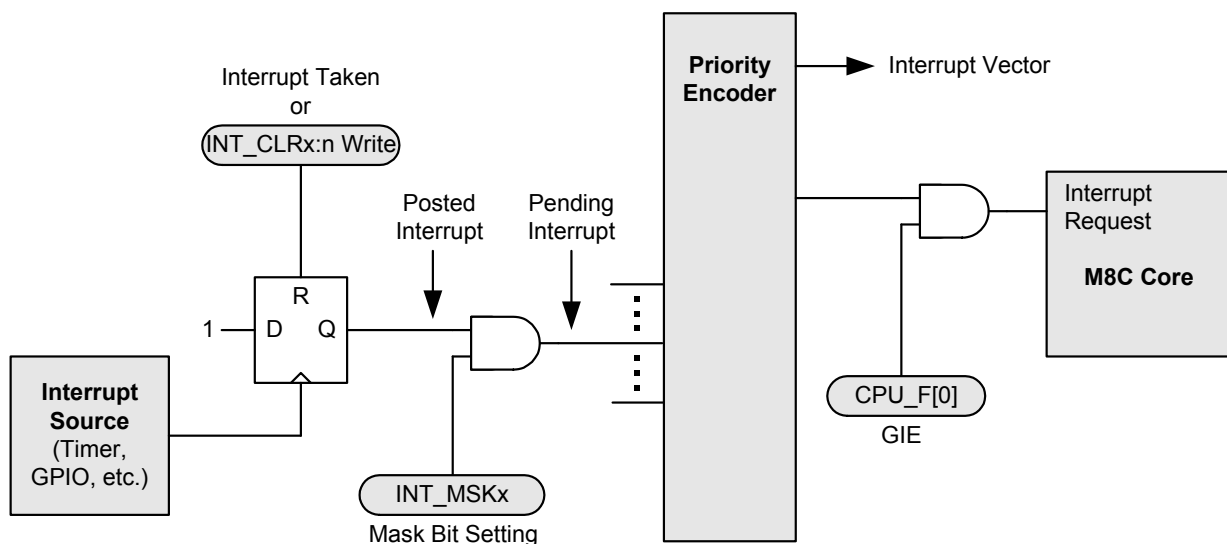 Priority
Encoder
Interrupt Vector
Interrupt Taken
or
INT_CLRx:n Write
Posted
Interrupt
Pending
Interrupt
Interrupt
Request
M8C Core
R
1
D
Q
Interrupt
Source
(Timer,
GPIO, etc.)
CPU_F[0]
GIE
INT_MSKx
Mask Bit Setting